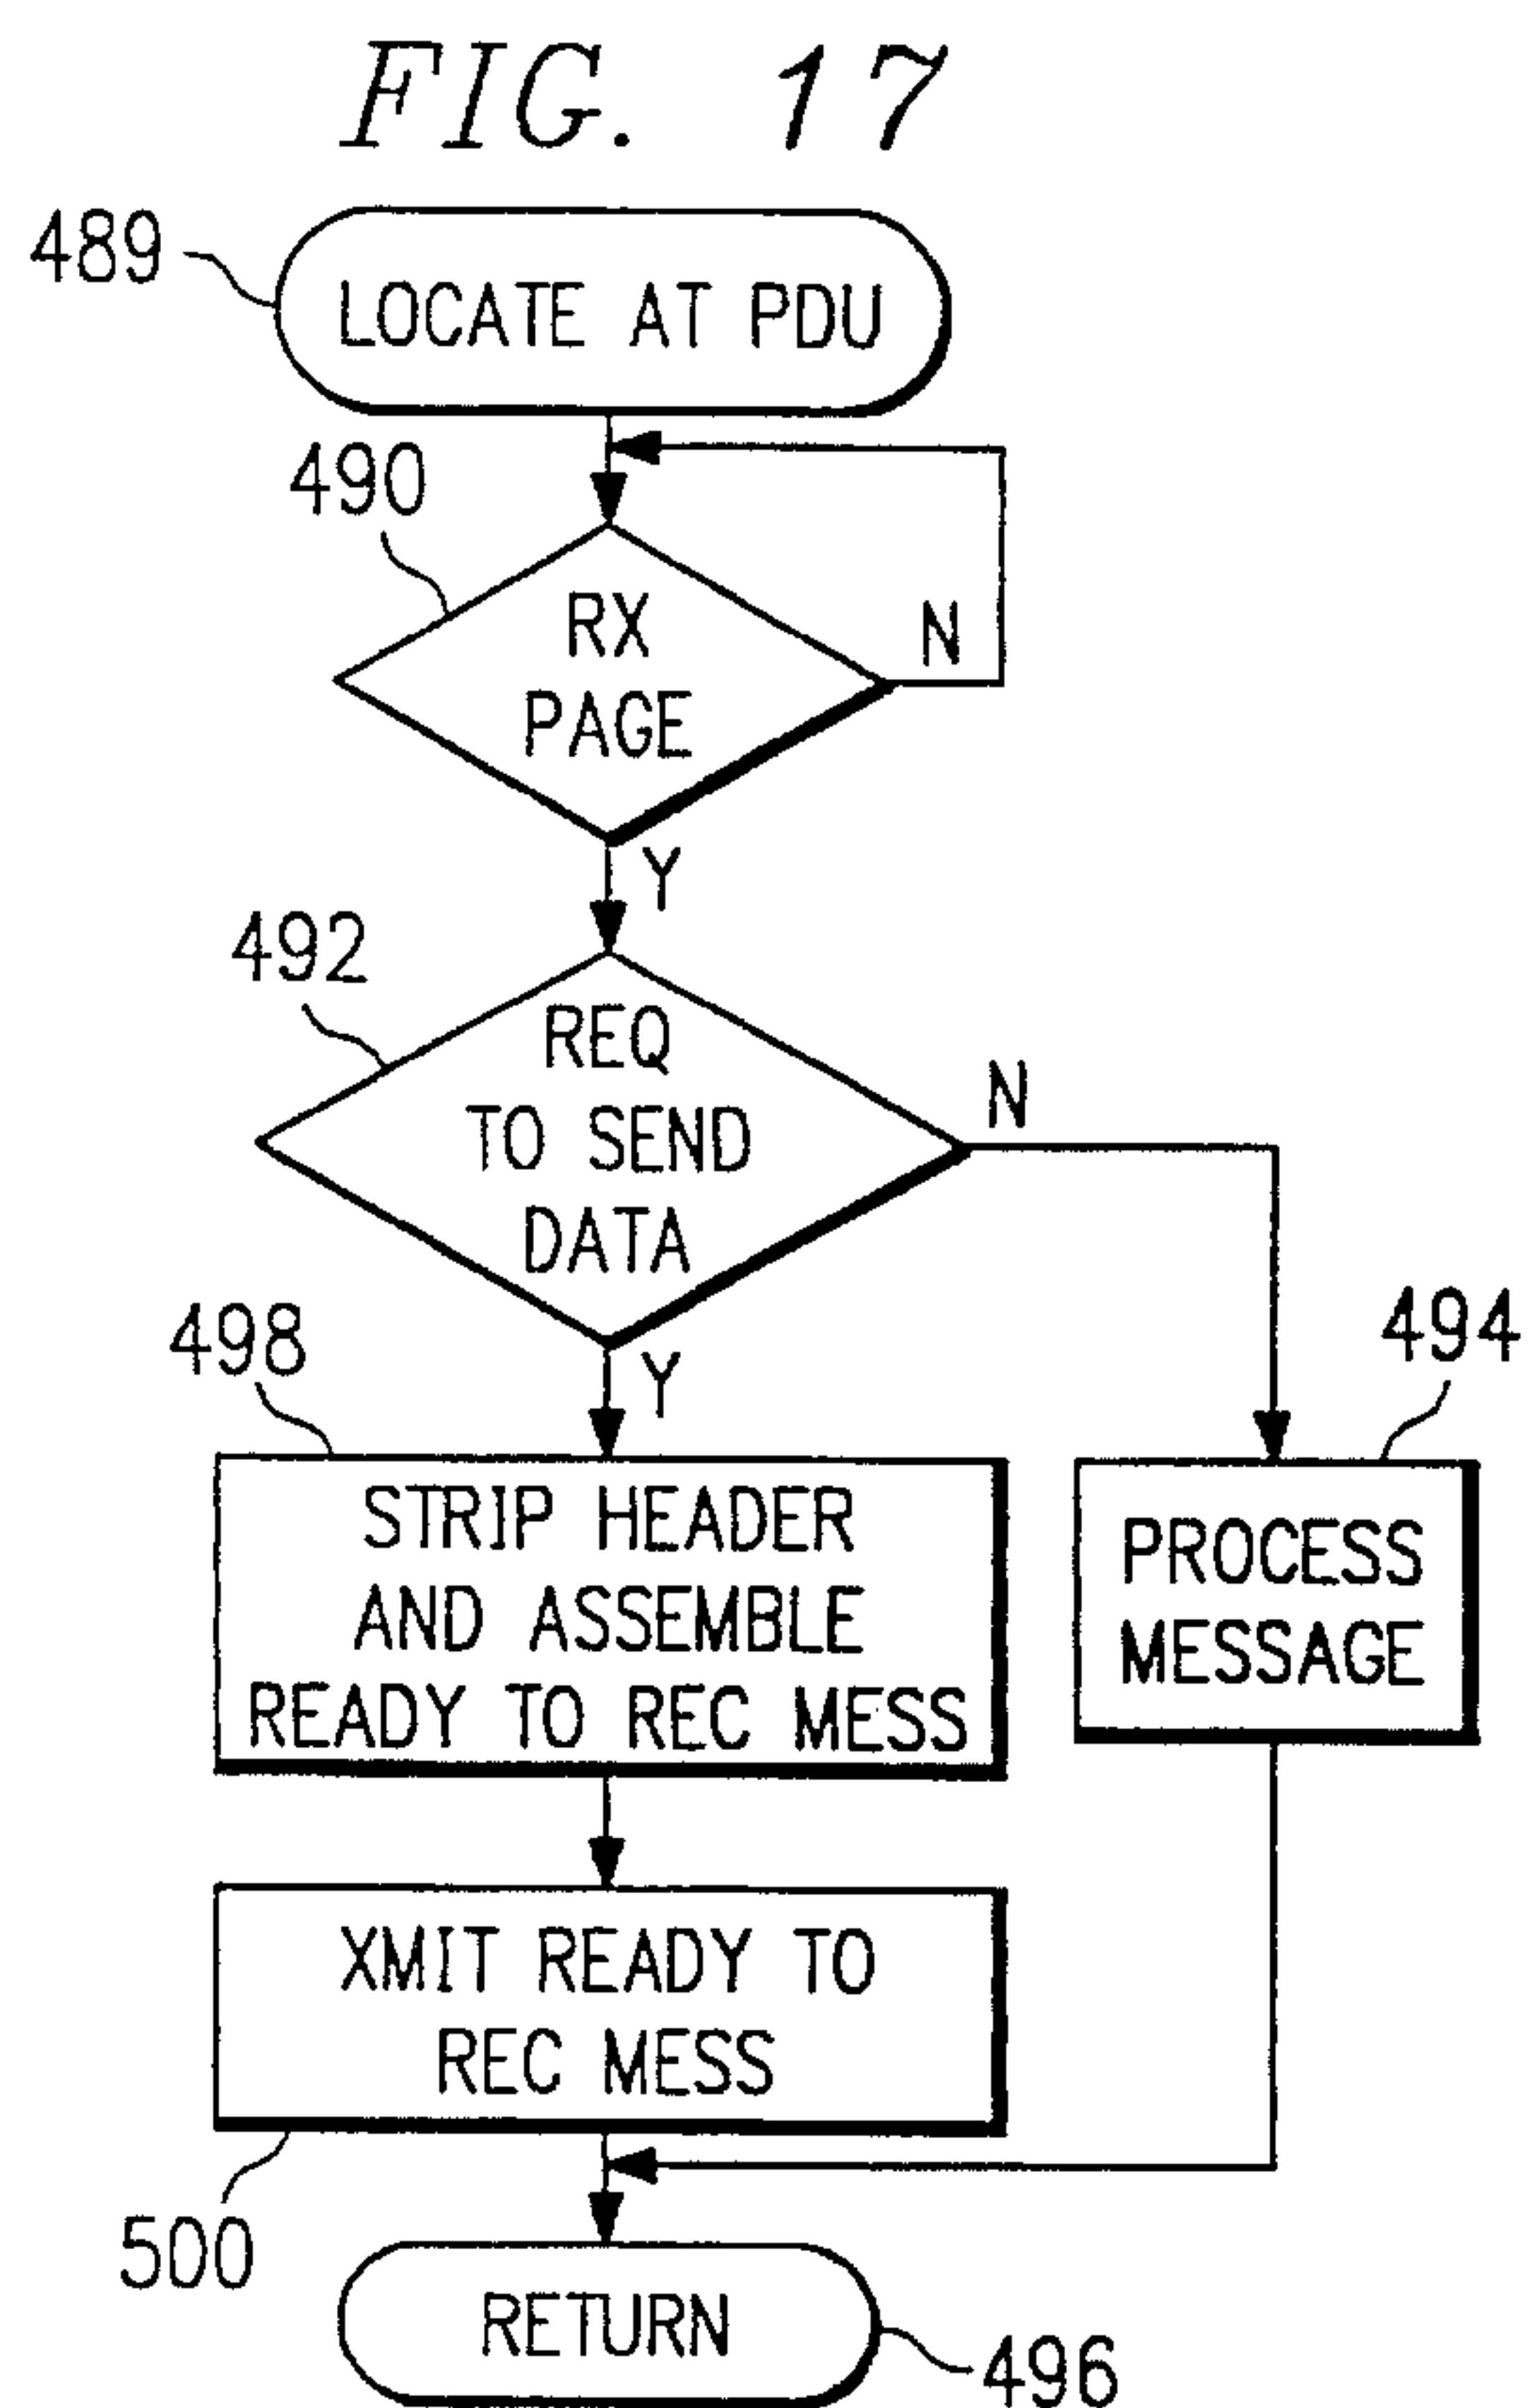 FIG. 17
489
LOCATE AT PDU
490
RX
PAGE
N
Y
492
REQ
TO SEND
DATA
N
Y
498
STRIP HEADER
AND ASSEMBLE
READY TO REC MESS
494
PROCESS
MESSAGE
XMIT READY TO
REC MESS
500
RETURN
496